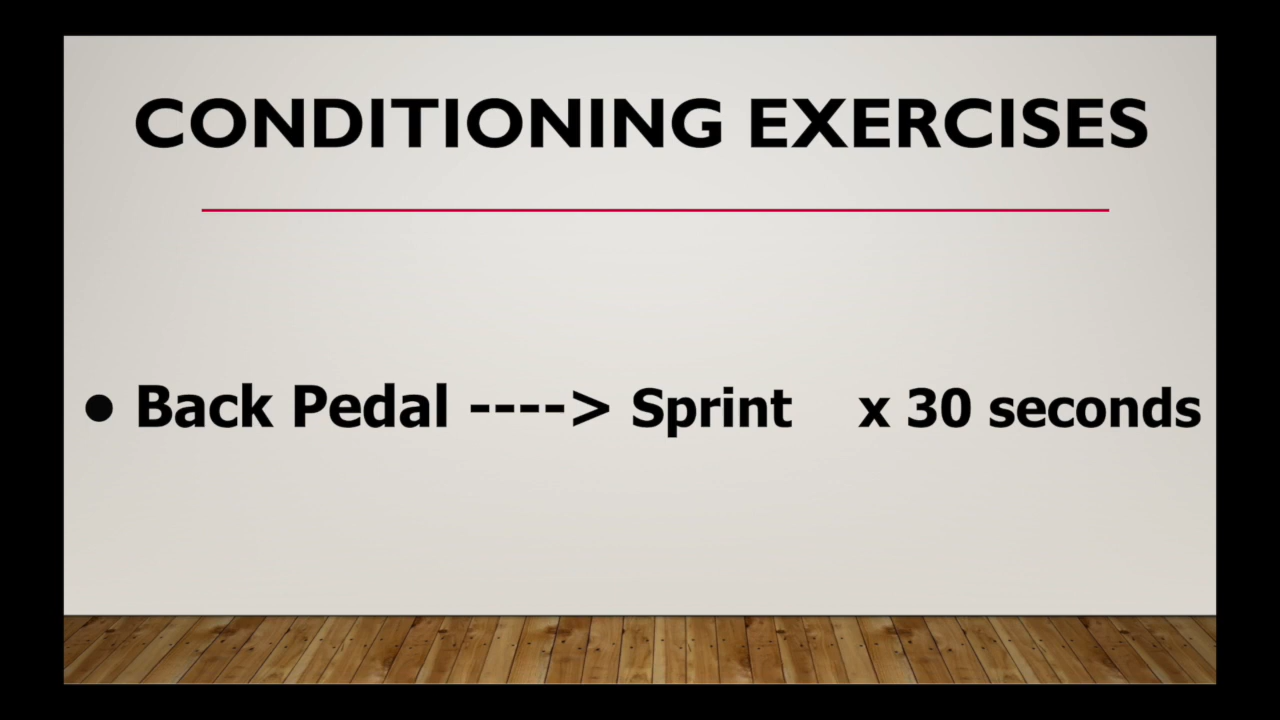 CONDITIONING EXERCISES
• Back Pedal ----> Sprint x 30 seconds